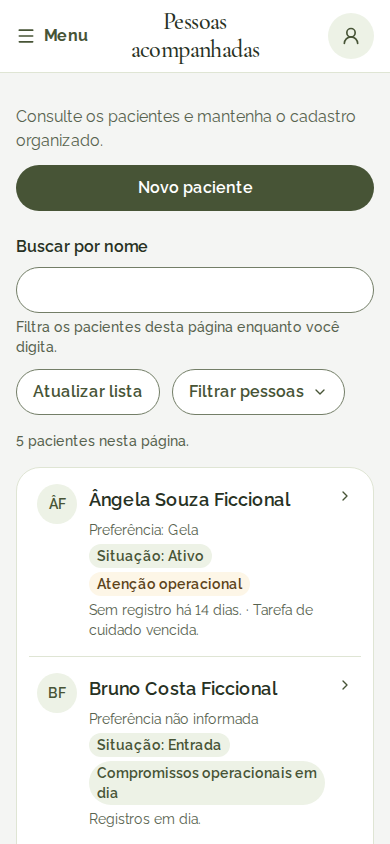 Menu
Pessoas
acompanhadas
Consulte os pacientes e mantenha o cadastro
organizado.
Novo paciente
Buscar por nome
Filtra os pacientes desta página enquanto você
digita.
Atualizar lista
Filtrar pessoas
5 pacientes nesta página.
ÂF
Ângela Souza Ficcional
Preferência: Gela
Situação: Ativo
Atenção operacional
Sem registro há 14 dias. · Tarefa de
cuidado vencida.
BF
Bruno Costa Ficcional
Preferência não informada
Situação: Entrada
Compromissos operacionais em
dia
Registros em dia.